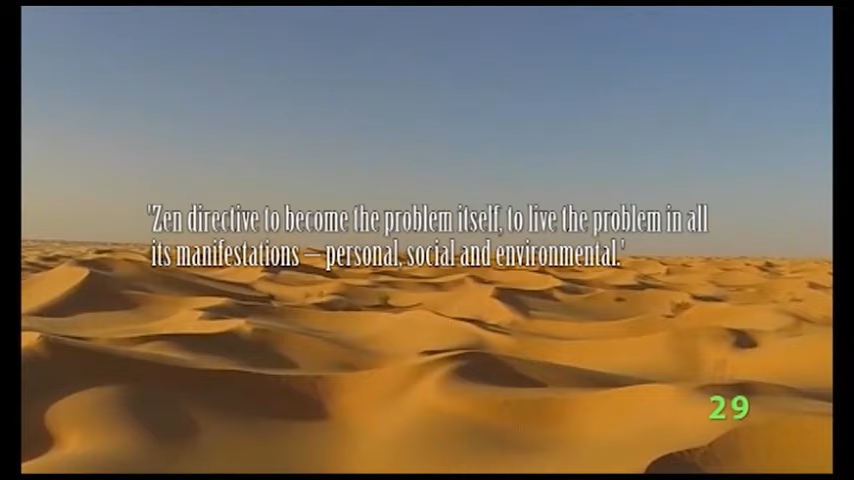 'Zen directive to become the problem itself, to live the problem in all
its manifestations – personal, social and environmental.'
29